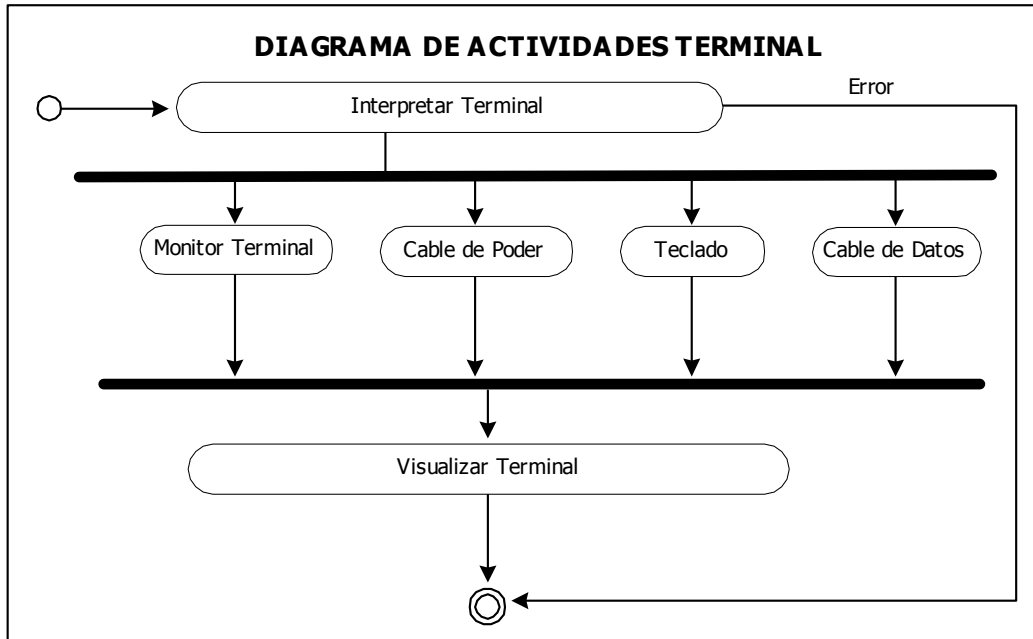 DIAGRAMA DE ACTIVIDADES TERMINAL
Interpretar Terminal
Error
Monitor Terminal
Cable de Poder
Teclado
Cable de Datos
Visualizar Terminal